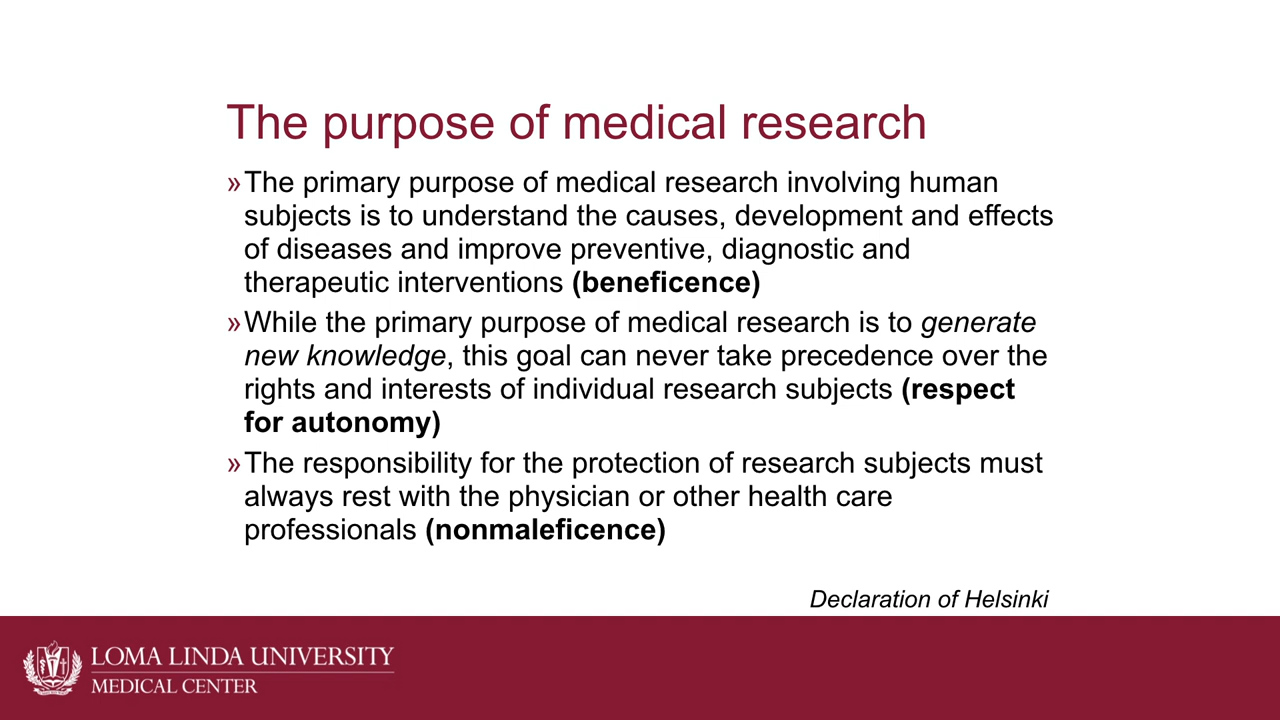 The purpose of medical research
»The primary purpose of medical research involving human
subjects is to understand the causes, development and effects
of diseases and improve preventive, diagnostic and
therapeutic interventions (beneficence)
»While the primary purpose of medical research is to generate
new knowledge, this goal can never take precedence over the
rights and interests of individual research subjects (respect
for autonomy)
»The responsibility for the protection of research subjects must
always rest with the physician or other health care
professionals (nonmaleficence)
Declaration of Helsinki
LOMA LINDA UNIVERSITY
MEDICAL CENTER